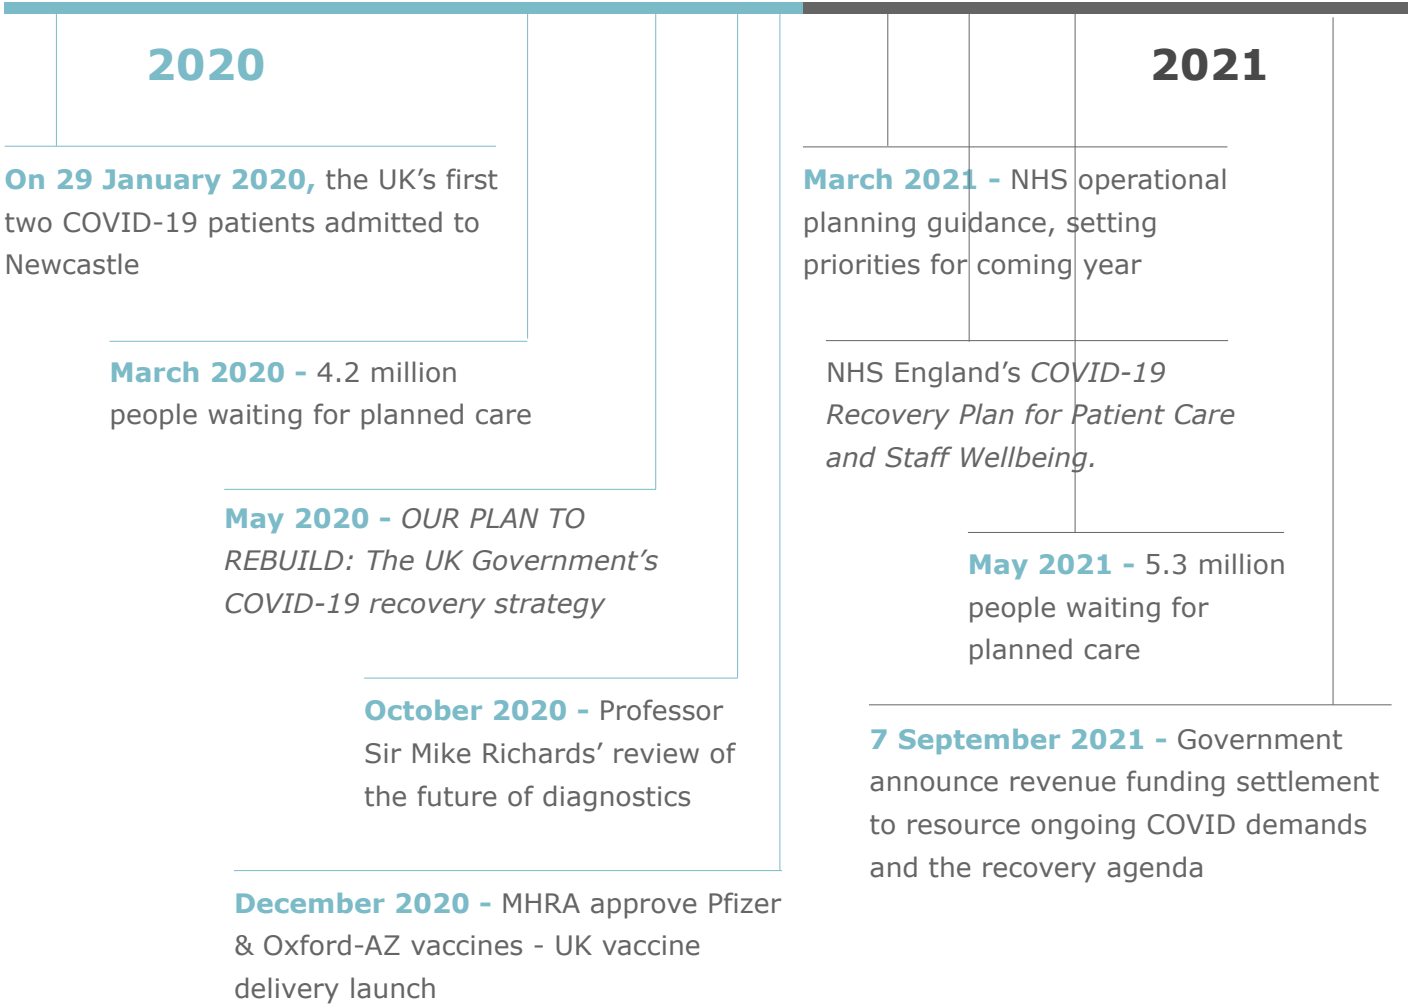 2020
On 29 January 2020, the UK’s first
two COVID-19 patients admitted to
Newcastle
March 2020 - 4.2 million
people waiting for planned care
May 2020 - OUR PLAN TO
REBUILD: The UK Government’s
COVID-19 recovery strategy
October 2020 - Professor
Sir Mike Richards’ review of
the future of diagnostics
December 2020 - MHRA approve Pfizer
& Oxford-AZ vaccines - UK vaccine
delivery launch
2021
March 2021 - NHS operational
planning guidance, setting
priorities for coming year
NHS England’s COVID-19
Recovery Plan for Patient Care
and Staff Wellbeing.
May 2021 - 5.3 million
people waiting for
planned care
7 September 2021 - Government
announce revenue funding settlement
to resource ongoing COVID demands
and the recovery agenda